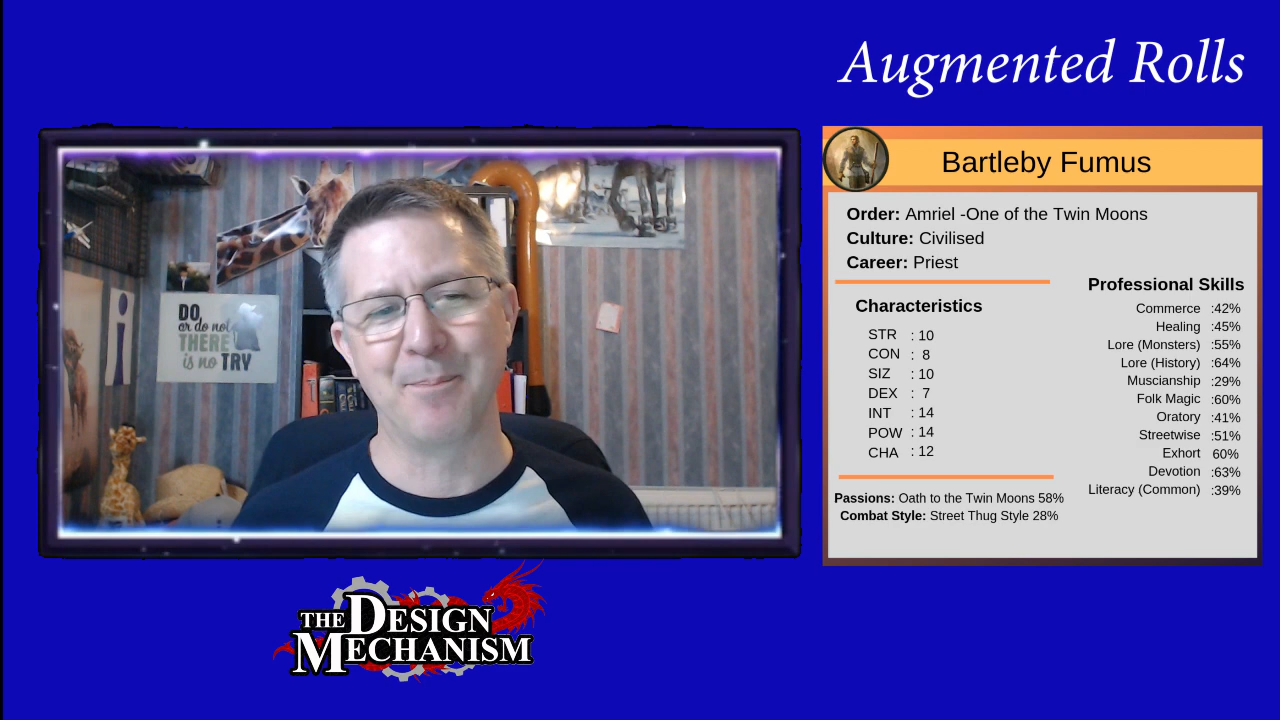 Augmented Rolls
Bartleby Fumus
Order: Amriel -One of the Twin Moons
Culture: Civilised
Career: Priest
Characteristics
STR : 10
CON : 8
SIZ : 10
DEX : 7
INT : 14
POW : 14
CHA : 12
Passions: Oath to the Twin Moons 58%
Combat Style: Street Thug Style 28%
Professional Skills
Commerce :42%
Healing :45%
Lore (Monsters) :55%
Lore (History) :64%
Muscianship :29%
Folk Magic :60%
Oratory :41%
Streetwise :51%
Exhort 60%
Devotion :63%
Literacy (Common) :39%
DO,
or do not
THERE
is no TRY
i
THE DESIGN
MECHANISM